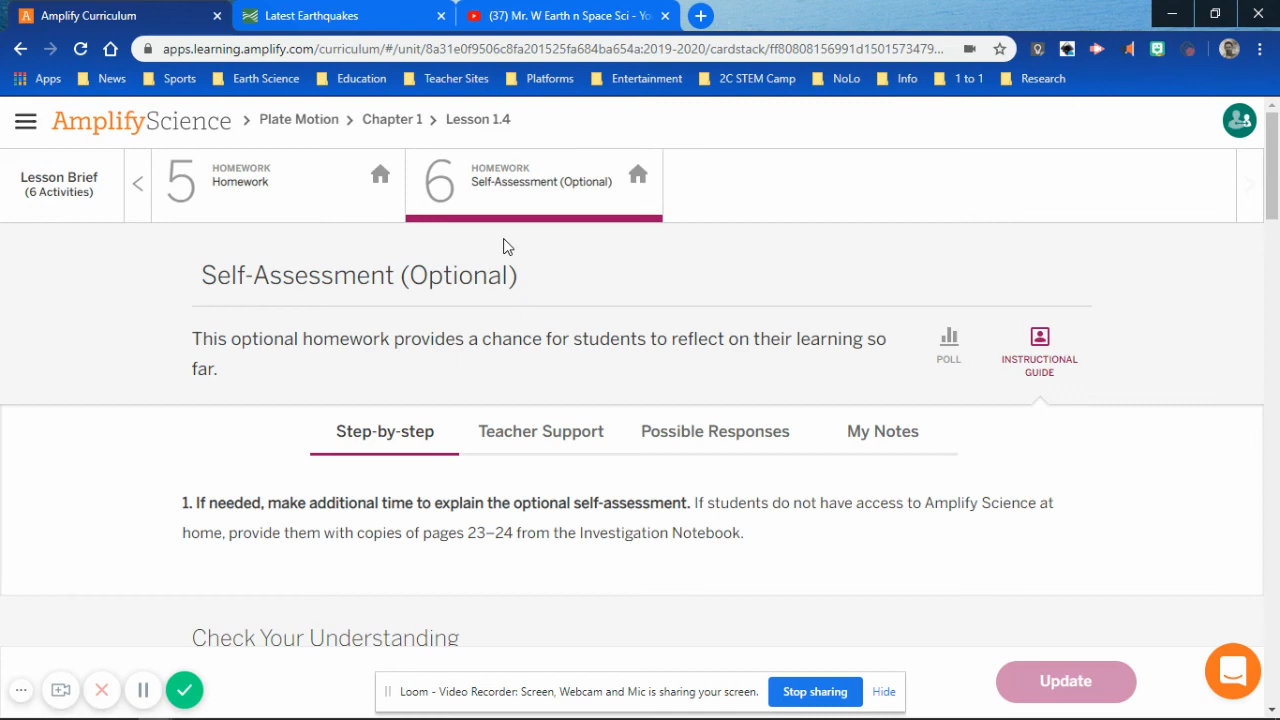 Amplify Curriculum
Latest Earthquakes
(37) Mr. W Earth n Space Sci - Yo
apps.learning.amplify.com/curriculum/#/unit/8a31e0f9506c8fa201525fa684ba654a:2019-2020/cardstack/ff80808156991d1501573479...
Apps
News
Sports
Earth Science
Education
Teacher Sites
Platforms
Entertainment
2C STEM Camp
NoLo
Info
1 to 1
Research
AmplifyScience > Plate Motion > Chapter 1 > Lesson 1.4
Lesson Brief
(6 Activities)
5
HOMEWORK
Homework
6
HOMEWORK
Self-Assessment (Optional)
Self-Assessment (Optional)
This optional homework provides a chance for students to reflect on their learning so
far.
POLL
INSTRUCTIONAL
GUIDE
Step-by-step
Teacher Support
Possible Responses
My Notes
1. If needed, make additional time to explain the optional self-assessment. If students do not have access to Amplify Science at
home, provide them with copies of pages 23–24 from the Investigation Notebook.
Check Your Understanding
Loom - Video Recorder: Screen, Webcam and Mic is sharing your screen.
Stop sharing
Hide
Update